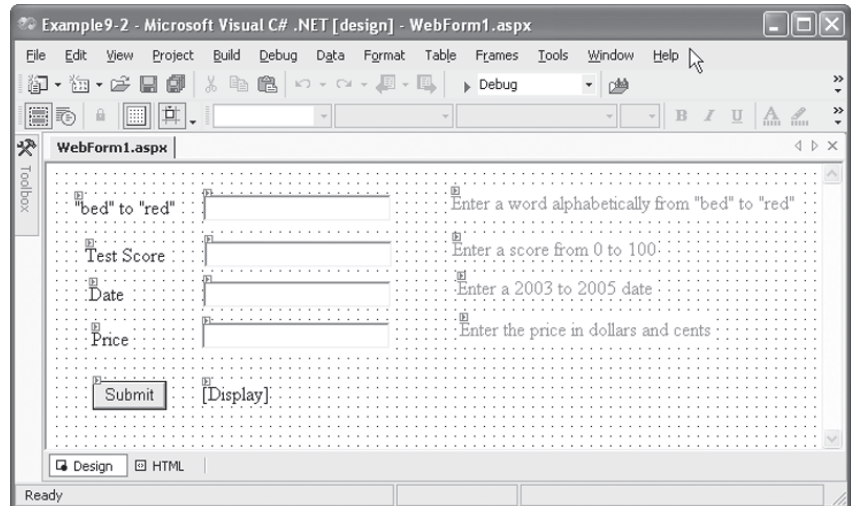 Example9-2 - Microsoft Visual C# .NET [design] - WebForm1.aspx
File Edit View Project Build Debug Data Format Table Frames Tools Window Help
Debug
B I U A
WebForm1.aspx
Toolbox
"bed" to "red" Enter a word alphabetically from "bed" to "red"
Test Score Enter a score from 0 to 100
Date Enter a 2003 to 2005 date
Price Enter the price in dollars and cents
Submit [Display]
Design HTML
Ready